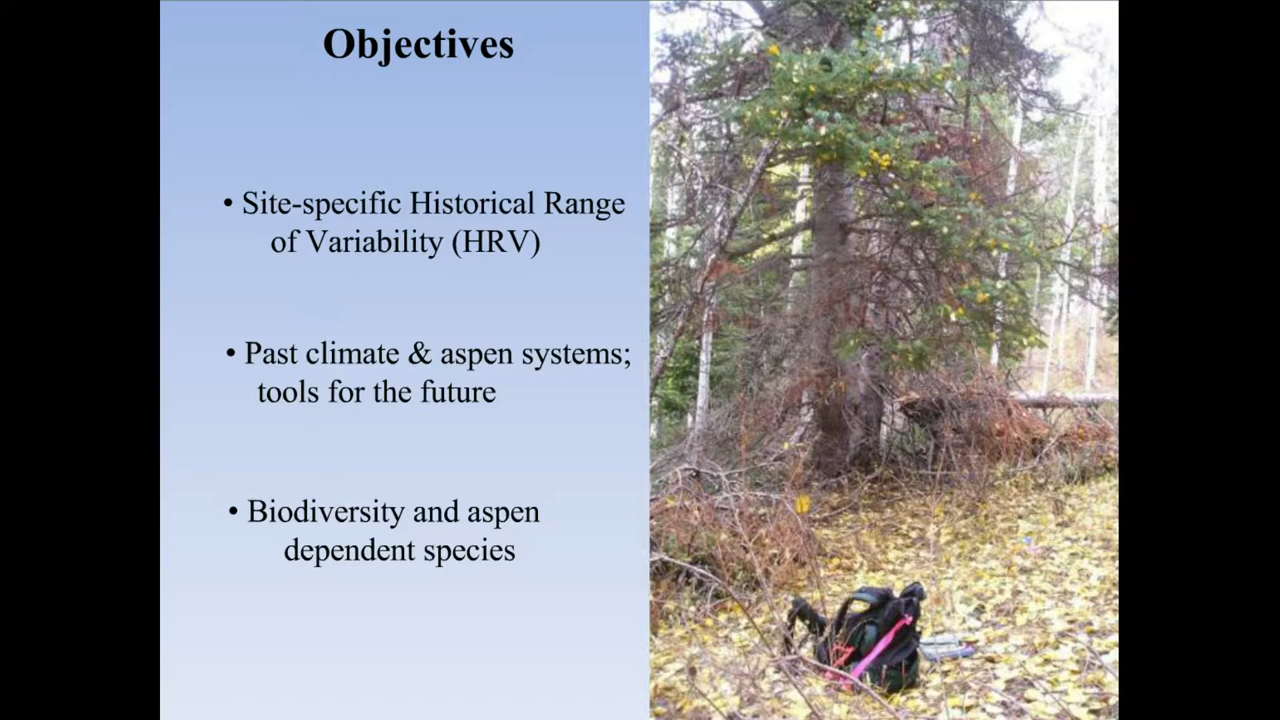 Objectives
• Site-specific Historical Range
of Variability (HRV)
• Past climate & aspen systems;
tools for the future
• Biodiversity and aspen
dependent species